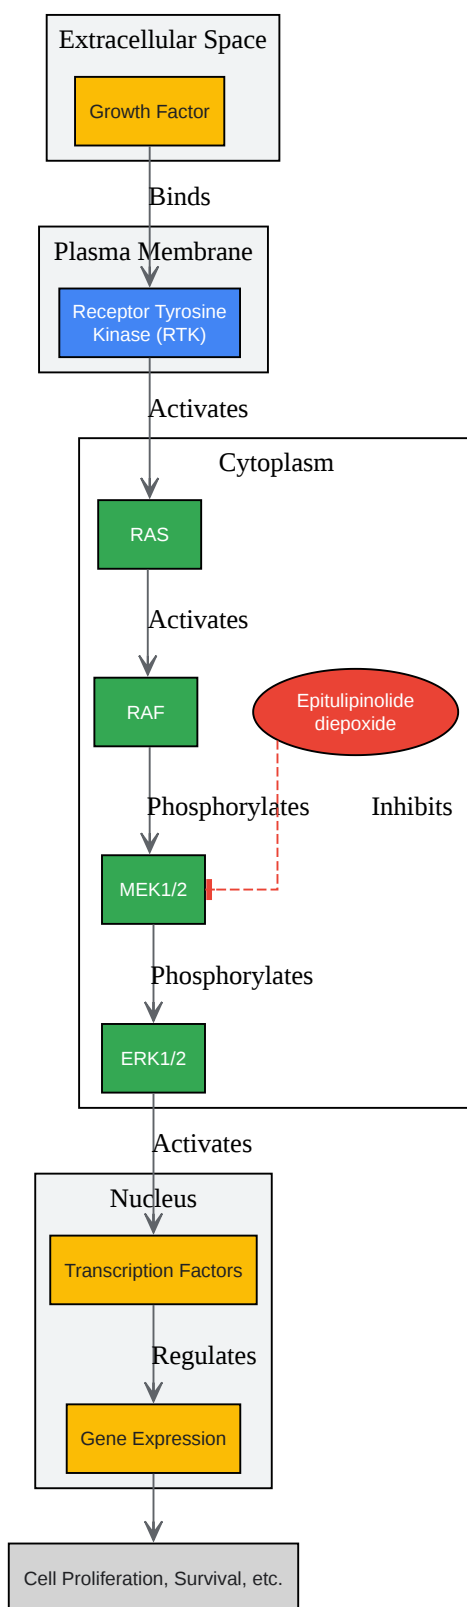 Extracellular Space
Growth Factor
Binds
Plasma Membrane
Receptor Tyrosine
Kinase (RTK)
Activates
Cytoplasm
RAS
Activates
RAF
Epitulipinolide
diepoxide
Phosphorylates
Inhibits
MEK1/2
Phosphorylates
ERK1/2
Activates
Nucleus
Transcription Factors
Regulates
Gene Expression
Cell Proliferation, Survival, etc.